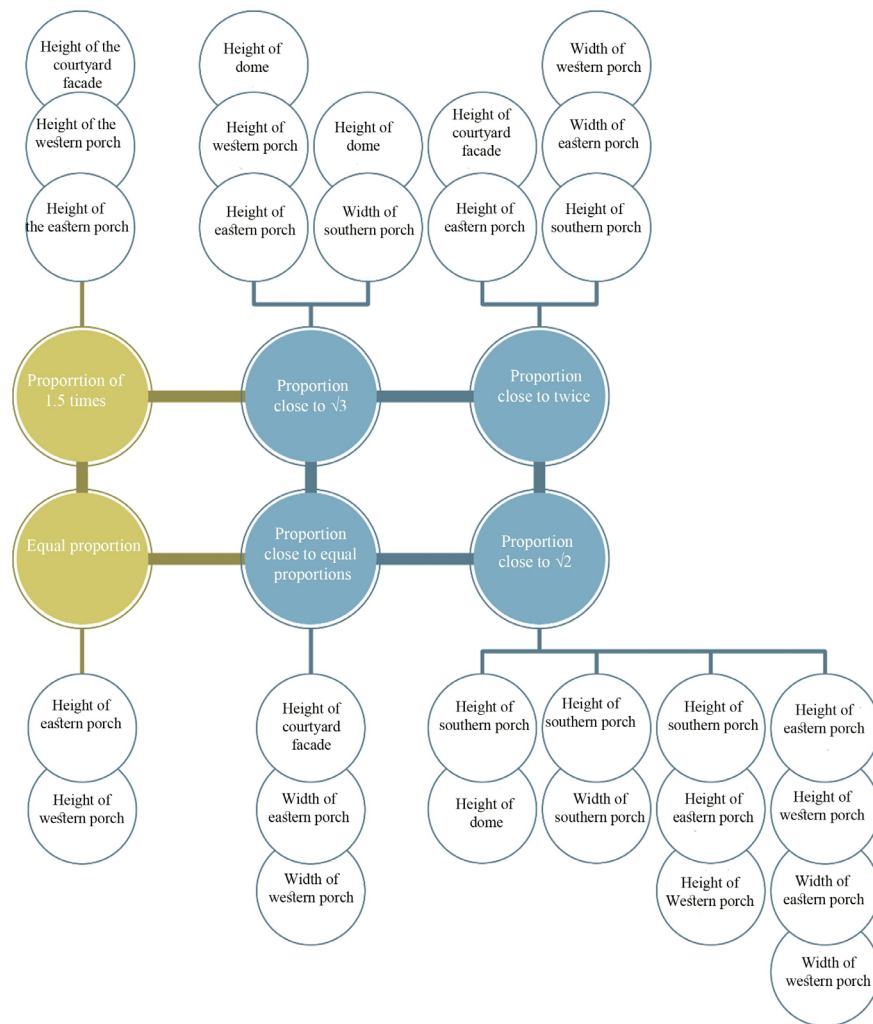 Height of the
courtyard
facade
Height of the
western porch
Height of
the eastern porch
Height of
dome
Height of
western porch
Height of
eastern porch
Height of
dome
Width of
southern porch
Height of
courtyard
facade
Height of
eastern porch
Width of
western porch
Width of
eastern porch
Height of
southern porch
Proporrtion of
1.5 times
Proportion
close to √3
Proportion
close to twice
Equal proportion
Proportion
close to equal
proportions
Proportion
close to √2
Height of
eastern porch
Height of
western porch
Height of
courtyard
facade
Width of
eastern porch
Width of
western porch
Height of
southern porch
Height of
dome
Height of
southern porch
Width of
southern porch
Height of
southern porch
Height of
eastern porch
Height of
Western porch
Height of
eastern porch
Height of
western porch
Width of
eastern porch
Width of
western porch